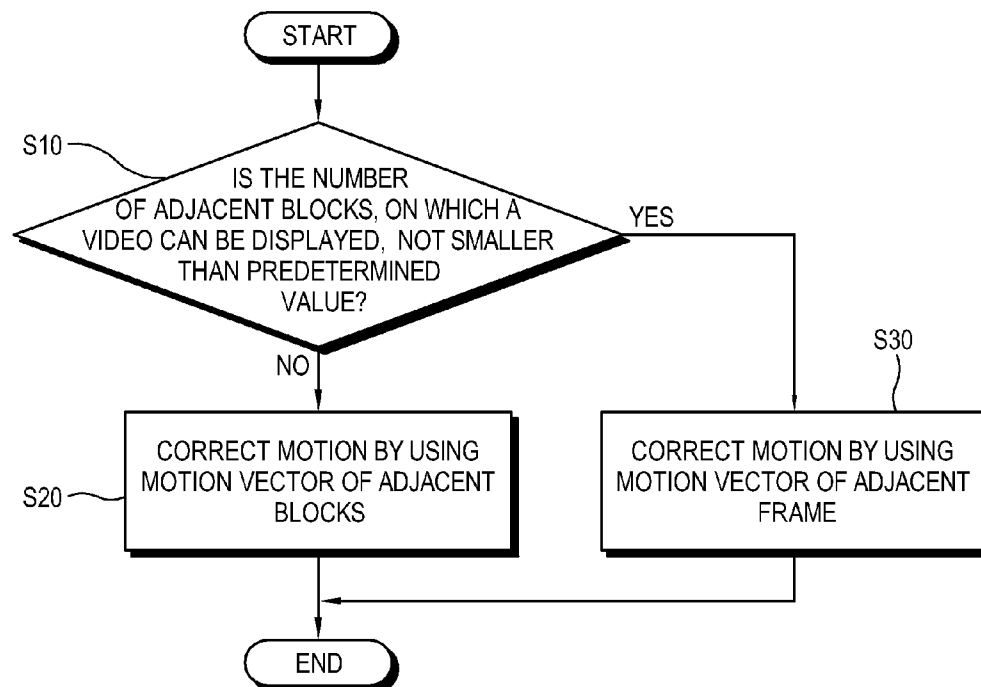 START
S10
IS THE NUMBER
OF ADJACENT BLOCKS, ON WHICH A
VIDEO CAN BE DISPLAYED, NOT SMALLER
THAN PREDETERMINED
VALUE?
YES
NO
S30
CORRECT MOTION BY USING
MOTION VECTOR OF ADJACENT
BLOCKS
S20
CORRECT MOTION BY USING
MOTION VECTOR OF ADJACENT
FRAME
END